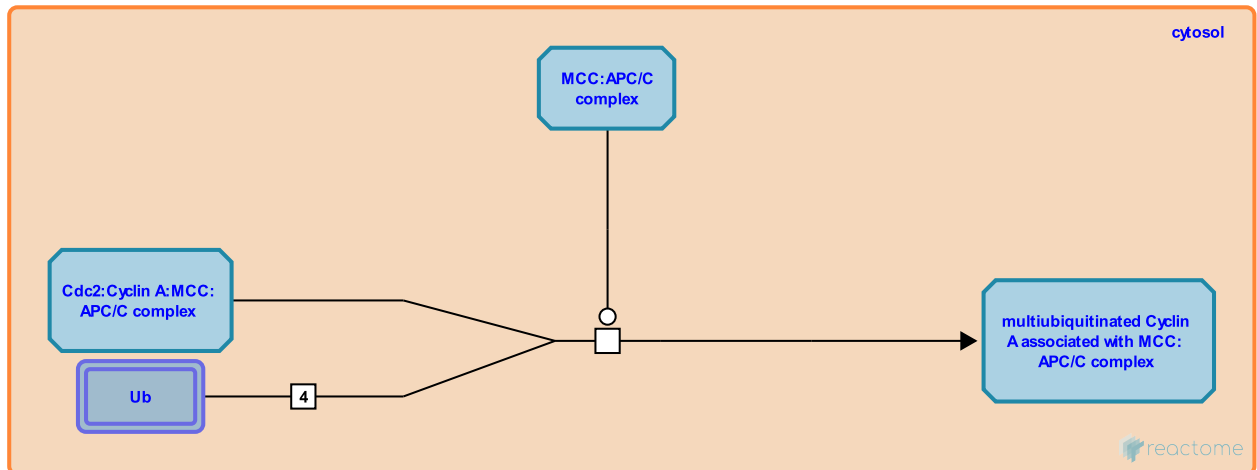 cytosol
MCC:APC/C
complex
Cdc2:Cyclin A:MCC:
APC/C complex
Ub
4
multiubiquitinated Cyclin
A associated with MCC:
APC/C complex
reactome